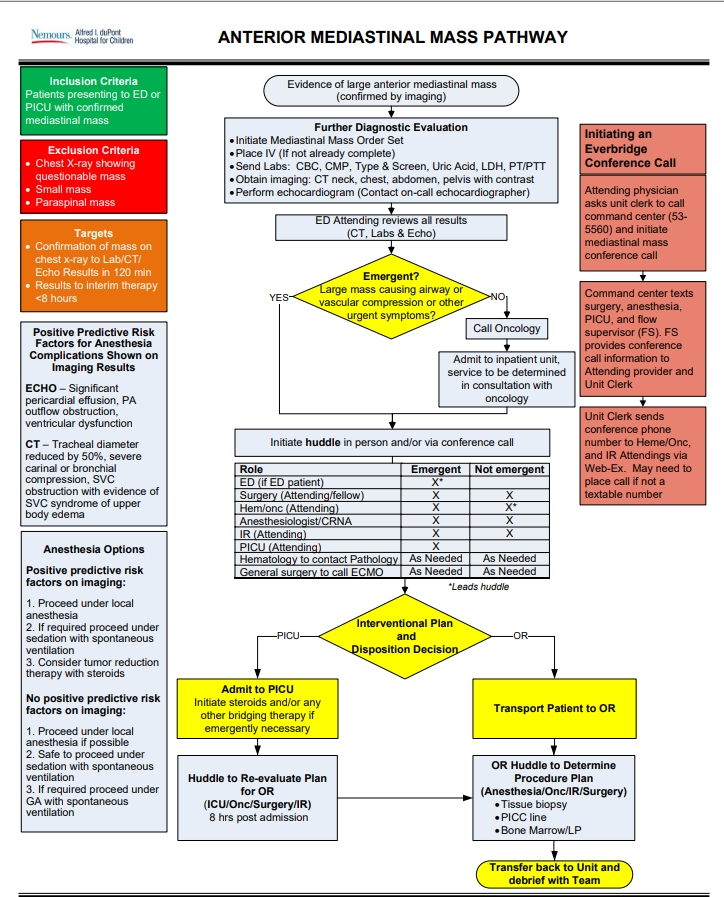 Nemours. Alfred I. duPont
Hospital for Children
ANTERIOR MEDIASTINAL MASS PATHWAY
Inclusion Criteria
Patients presenting to ED or
PICU with confirmed
mediastinal mass
Exclusion Criteria
• Chest X-ray showing
questionable mass
• Small mass
• Paraspinal mass
Targets
• Confirmation of mass on
chest x-ray to Lab/CT/
Echo Results in 120 min
• Results to interim therapy
<8 hours
Positive Predictive Risk
Factors for Anesthesia
Complications Shown on
Imaging Results
ECHO – Significant
pericardial effusion, PA
outflow obstruction,
ventricular dysfunction
CT – Tracheal diameter
reduced by 50%, severe
carinal or bronchial
compression, SVC
obstruction with evidence of
SVC syndrome of upper
body edema
Anesthesia Options
Positive predictive risk
factors on imaging:
1. Proceed under local
anesthesia
2. If required proceed under
sedation with spontaneous
ventilation
3. Consider tumor reduction
therapy with steroids
No positive predictive risk
factors on imaging:
1. Proceed under local
anesthesia if possible
2. Safe to proceed under
sedation with spontaneous
ventilation
3. If required proceed under
GA with spontaneous
ventilation
Evidence of large anterior mediastinal mass
(confirmed by imaging)
Further Diagnostic Evaluation
• Initiate Mediastinal Mass Order Set
• Place IV (If not already complete)
• Send Labs: CBC, CMP, Type & Screen, Uric Acid, LDH, PT/PTT
• Obtain imaging: CT neck, chest, abdomen, pelvis with contrast
• Perform echocardiogram (Contact on-call echocardiographer)
ED Attending reviews all results
(CT, Labs & Echo)
Emergent?
Large mass causing airway or
vascular compression or other
urgent symptoms?
YES
NO
Call Oncology
Admit to inpatient unit,
service to be determined
in consultation with
oncology
Initiate huddle in person and/or via conference call
Role Emergent Not emergent
ED (if ED patient) X*
Surgery (Attending/fellow) X X
Hem/onc (Attending) X X*
Anesthesiologist/CRNA X X
IR (Attending) X X
PICU (Attending) X
Hematology to contact Pathology As Needed As Needed
General surgery to call ECMO As Needed As Needed
*Leads huddle
Interventional Plan
and
Disposition Decision
PICU
OR
Admit to PICU
Initiate steroids and/or any
other bridging therapy if
emergently necessary
Transport Patient to OR
Huddle to Re-evaluate Plan
for OR
(ICU/Onc/Surgery/IR)
8 hrs post admission
OR Huddle to Determine
Procedure Plan
(Anesthesia/Onc/IR/Surgery)
• Tissue biopsy
• PICC line
• Bone Marrow/LP
Transfer back to Unit and
debrief with Team
Initiating an
Everbridge
Conference Call
Attending physician
asks unit clerk to call
command center (53-
5560) and initiate
mediastinal mass
conference call
Command center texts
surgery, anesthesia,
PICU, and flow
supervisor (FS). FS
provides conference
call information to
Attending provider and
Unit Clerk
Unit Clerk sends
conference phone
number to Heme/Onc,
and IR Attendings via
Web-Ex. May need to
place call if not a
textable number